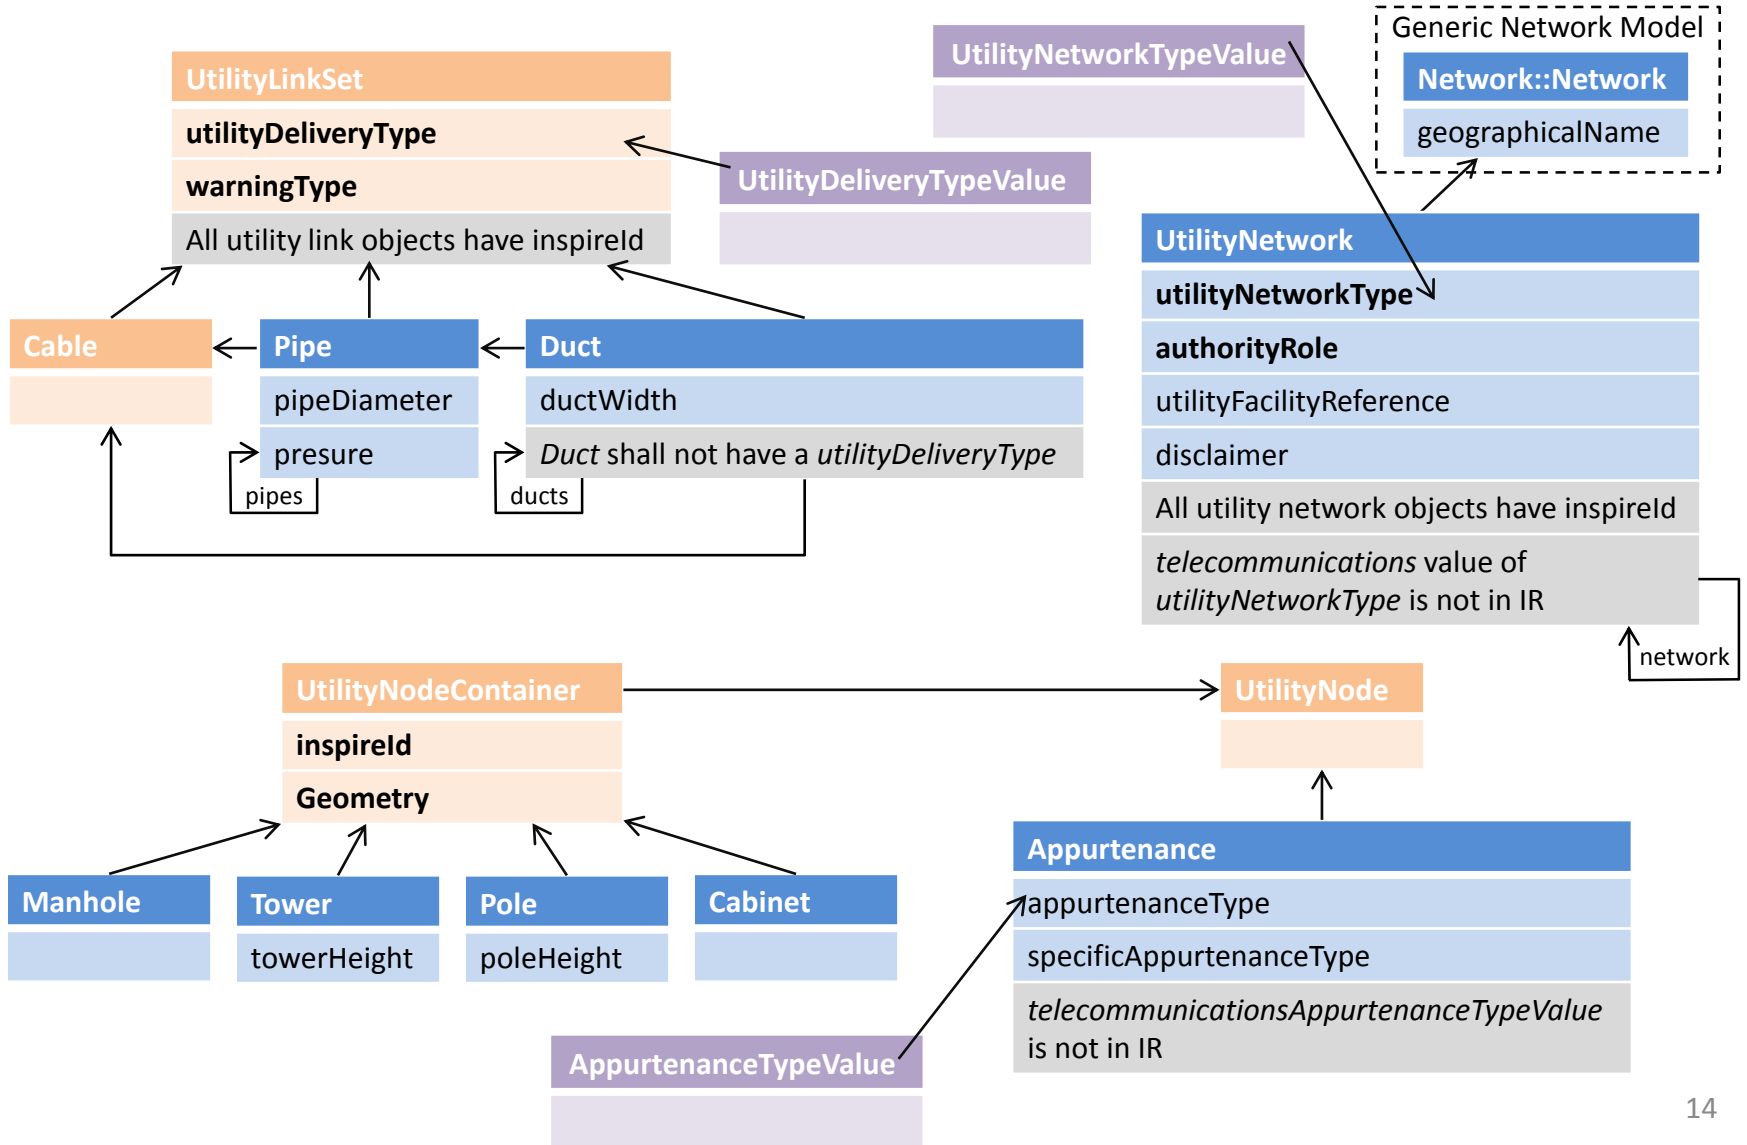 Generic Network Model
Network::Network
geographicalName
UtilityNetworkTypeValue
UtilityLinkSet
utilityDeliveryType
warningType
All utility link objects have inspireId
UtilityDeliveryTypeValue
UtilityNetwork
utilityNetworkType
authorityRole
utilityFacilityReference
disclaimer
All utility network objects have inspireId
telecommunications value of
utilityNetworkType is not in IR
network
Cable
Pipe
pipeDiameter
presure
pipes
Duct
ductWidth
Duct shall not have a utilityDeliveryType
ducts
UtilityNodeContainer
inspireId
Geometry
UtilityNode
Manhole
Tower
towerHeight
Pole
poleHeight
Cabinet
Appurtenance
appurtenanceType
specificAppurtenanceType
telecommunicationsAppurtenanceTypeValue
is not in IR
AppurtenanceTypeValue
14